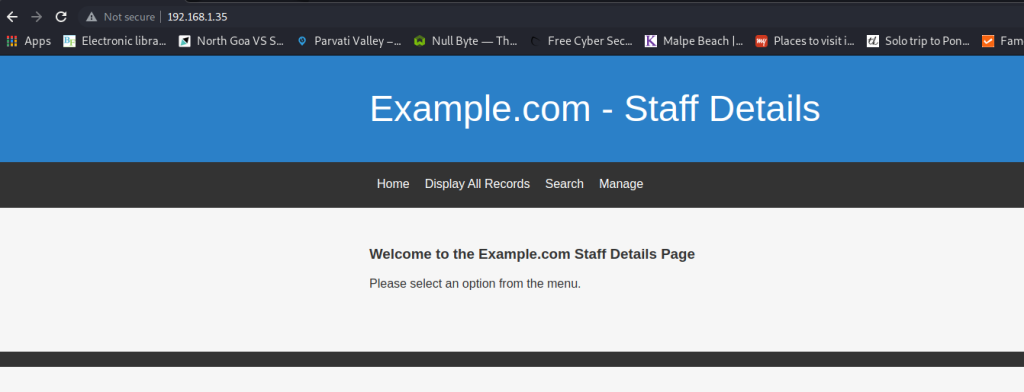 Not secure | 192.168.1.35
Apps Electronic libra... North Goa VS S... Parvati Valley –... Null Byte — Th... Free Cyber Sec... Malpe Beach |... Places to visit i... Solo trip to Pon... Fam
Example.com - Staff Details
Home Display All Records Search Manage
Welcome to the Example.com Staff Details Page
Please select an option from the menu.